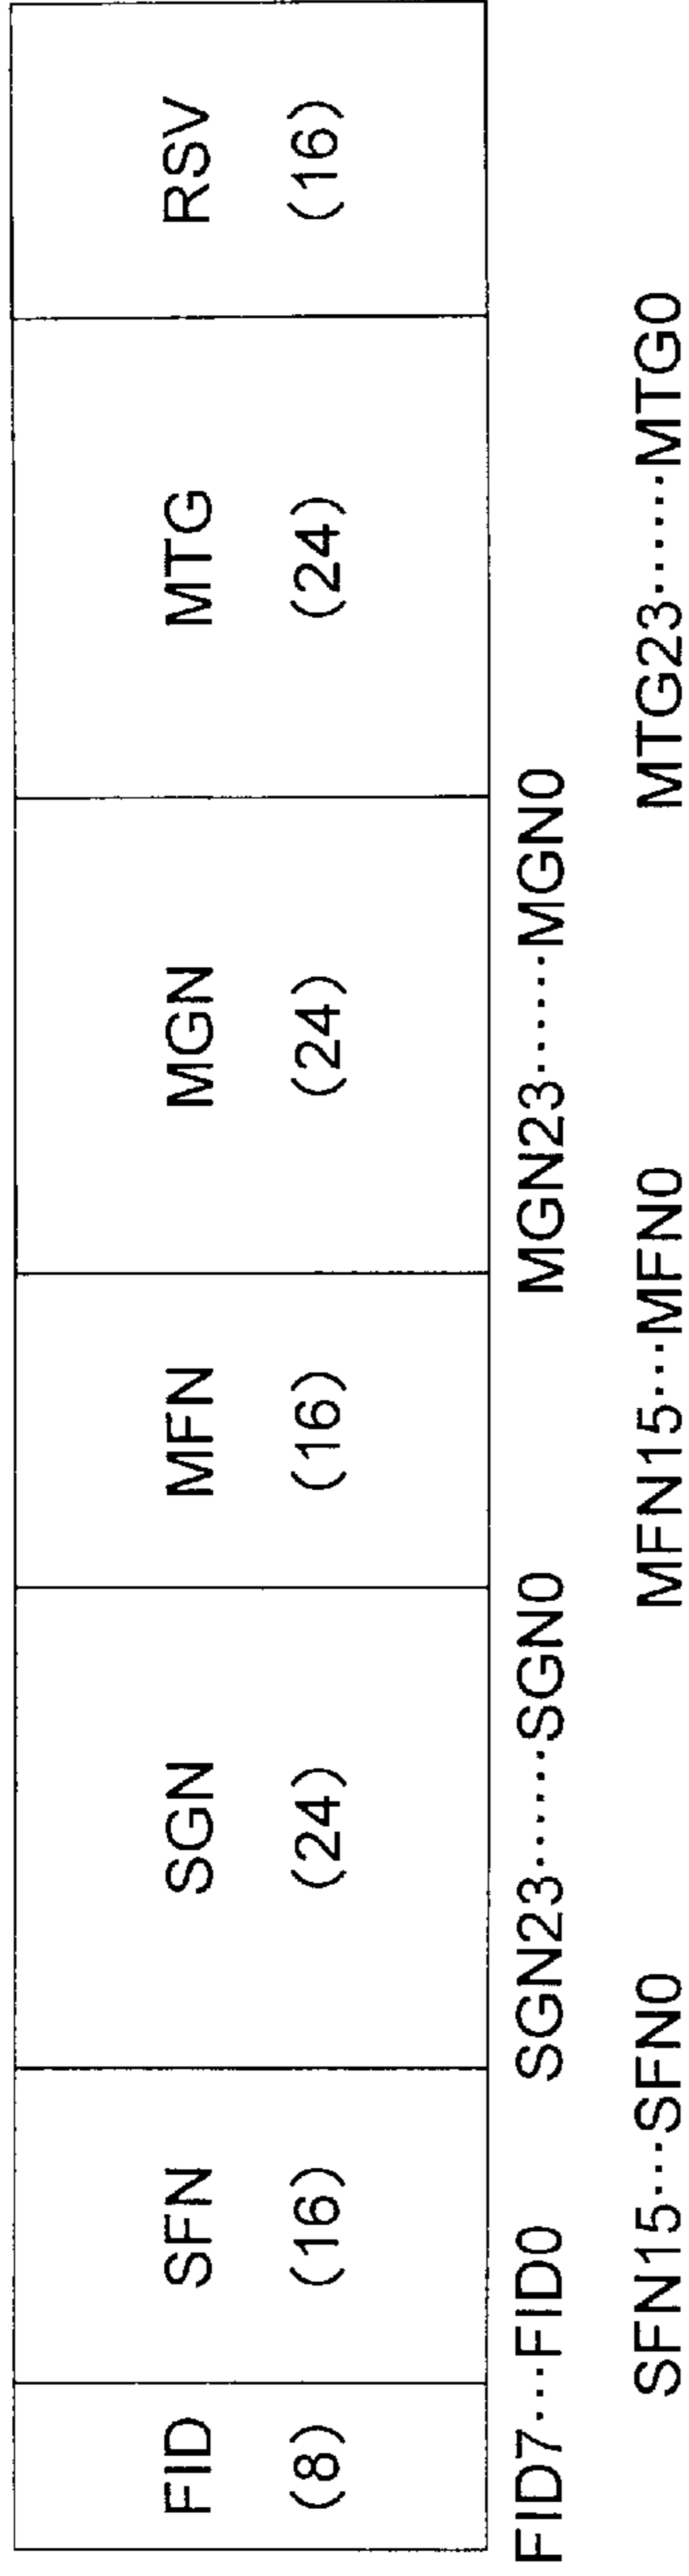 FID SFN SGN MFN MGN MTG RSV
(8) (16) (24) (16) (24) (24) (16)
FID7···FID0 SGN23······SGN0 MGN23······MGN0
SFN15···SFN0 MFN15···MFN0 MTG23······MTG0